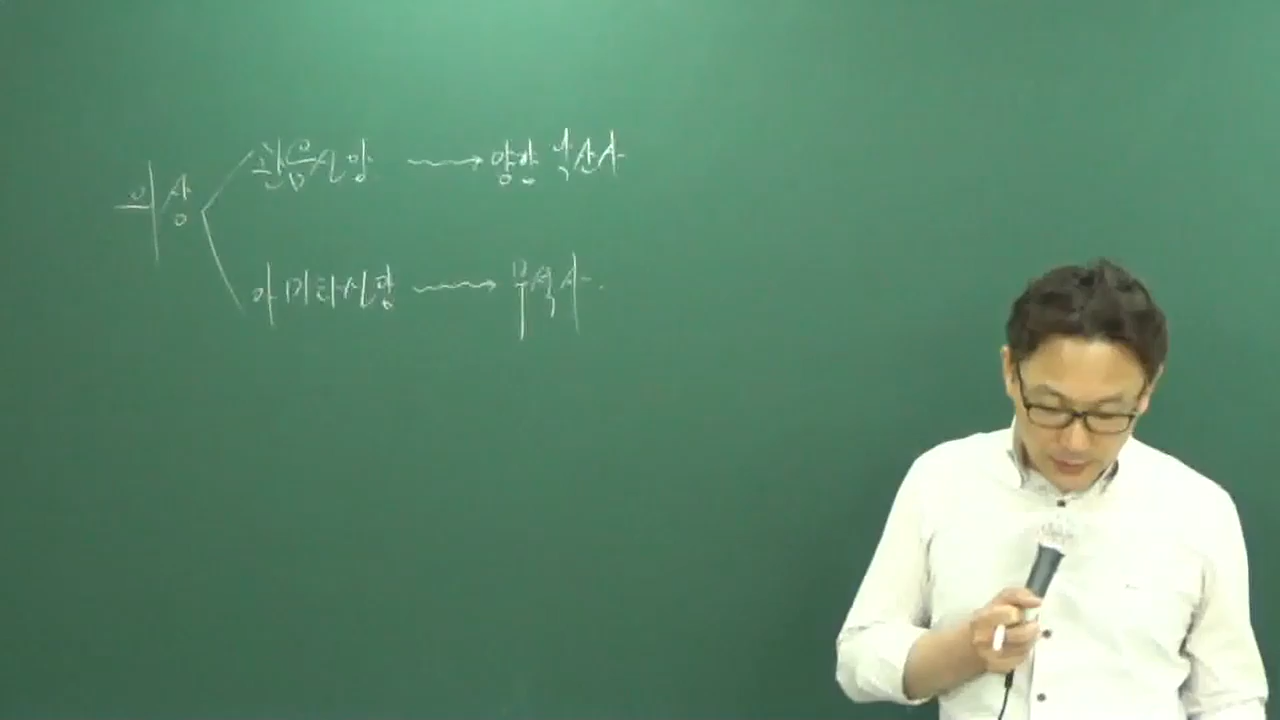 의상
관음신앙 → 양양 낙산사
아미타신앙 → 부석사.